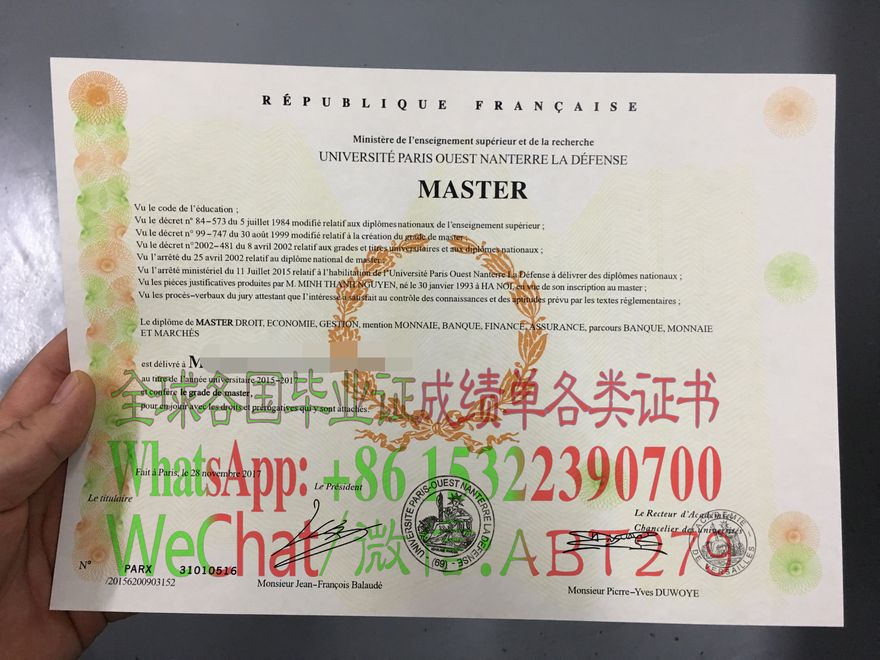 RÉPUBLIQUE FRANÇAISE
Ministère de l'enseignement supérieur et de la recherche
UNIVERSITÉ PARIS OUEST NANTERRE LA DÉFENSE
MASTER
Vu le code de l'éducation ;
Vu le décret n° 84-573 du 5 juillet 1984 modifié relatif aux diplômes nationaux de l'enseignement supérieur ;
Vu le décret n° 99-747 du 30 août 1999 modifié relatif à la création du grade de master ;
Vu le décret n°2002-481 du 8 avril 2002 relatif aux grades et titres universitaires et aux diplômes nationaux ;
Vu l'arrêté du 25 avril 2002 relatif au diplôme national de master ;
Vu l'arrêté ministériel du 11 Juillet 2015 relatif à l'habilitation de l'Université Paris Ouest Nanterre La Défense à délivrer des diplômes nationaux ;
Vu les pièces justificatives produites par M. MINH THANH NGUYEN, né le 30 janvier 1993 à HA NOI, en vue de son inscription au master ;
Vu les procès-verbaux du jury attestant que l'intéressé a satisfait au contrôle des connaissances et des aptitudes prévu par les textes réglementaires ;
Le diplôme de MASTER DROIT, ECONOMIE, GESTION, mention MONNAIE, BANQUE, FINANCE, ASSURANCE, parcours BANQUE, MONNAIE
ET MARCHÉS
est délivré à M
au titre de l'année universitaire 2015-2017
et confère le grade de master,
pour en jouir avec les droits et prérogatives qui y sont attachés.
全球各国毕业证成绩单各类证书
WhatsApp: +86 15322390700
Fait à Paris, le 28 novembre 2017
Le titulaire
Le Président
Le Recteur d'Académie
Chancelier des Universités
UNIVERSITÉ PARIS-OUEST NANTERRE LA DÉFENSE
ACADEMIE DE VERSAILLES
WeChat/微信:ABT279
N° PARX 31010516
/20156200903152
Monsieur Jean-François Balaudé
Monsieur Pierre-Yves DUWOYE